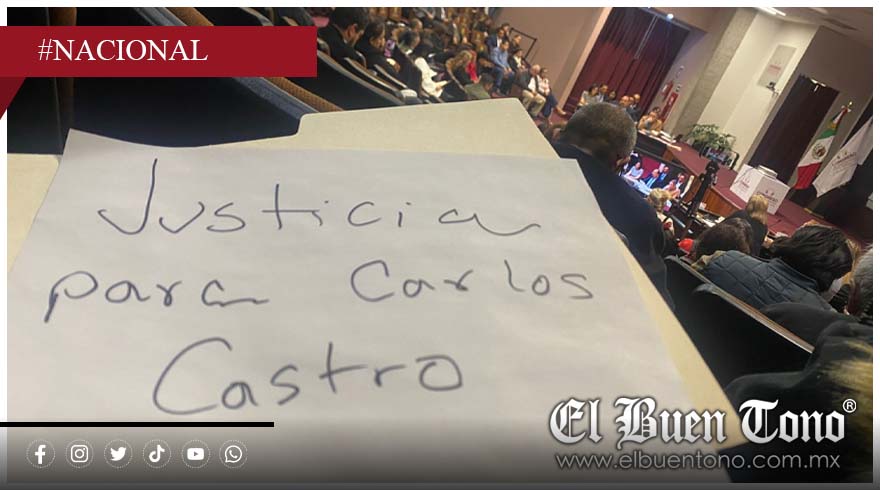 #NACIONAL
Justicia
para Carlos
Castro
El Buen Tono®
www.elbuentono.com.mx